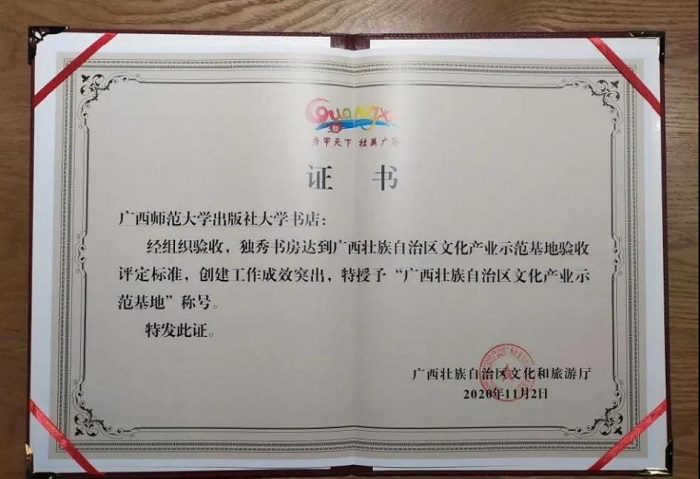 Guangxi
秀甲天下 壮美广西
证 书
广西师范大学出版社大学书店：
经组织验收，独秀书房达到广西壮族自治区文化产业示范基地验收
评定标准，创建工作成效突出，特授予“广西壮族自治区文化产业示
范基地”称号。
特发此证。
广西壮族自治区文化和旅游厅
2020年11月2日